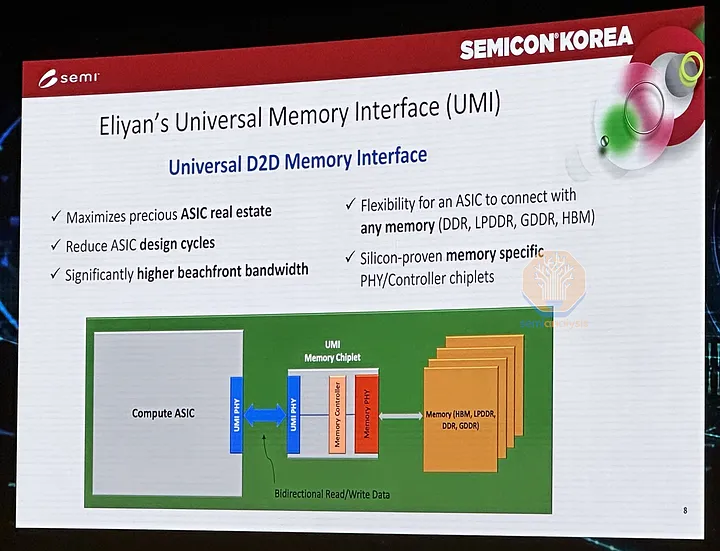 semi
SEMICON® KOREA
8
Eliyan's Universal Memory Interface (UMI)
Universal D2D Memory Interface
✓ Maximizes precious ASIC real estate
✓ Reduce ASIC design cycles
✓ Significantly higher beachfront bandwidth
✓ Flexibility for an ASIC to connect with
any memory (DDR, LPDDR, GDDR, HBM)
✓ Silicon-proven memory specific
PHY/Controller chiplets
UMI
Memory Chiplet
Compute ASIC
UMI PHY
UMI PHY
Memory Controller
Memory PHY
Memory (HBM, LPDDR,
DDR, GDDR)
Bidirectional Read/Write Data
8